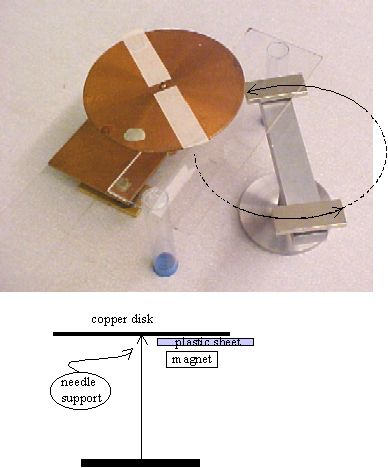 copper disk
plastic sheet
magnet
needle
support